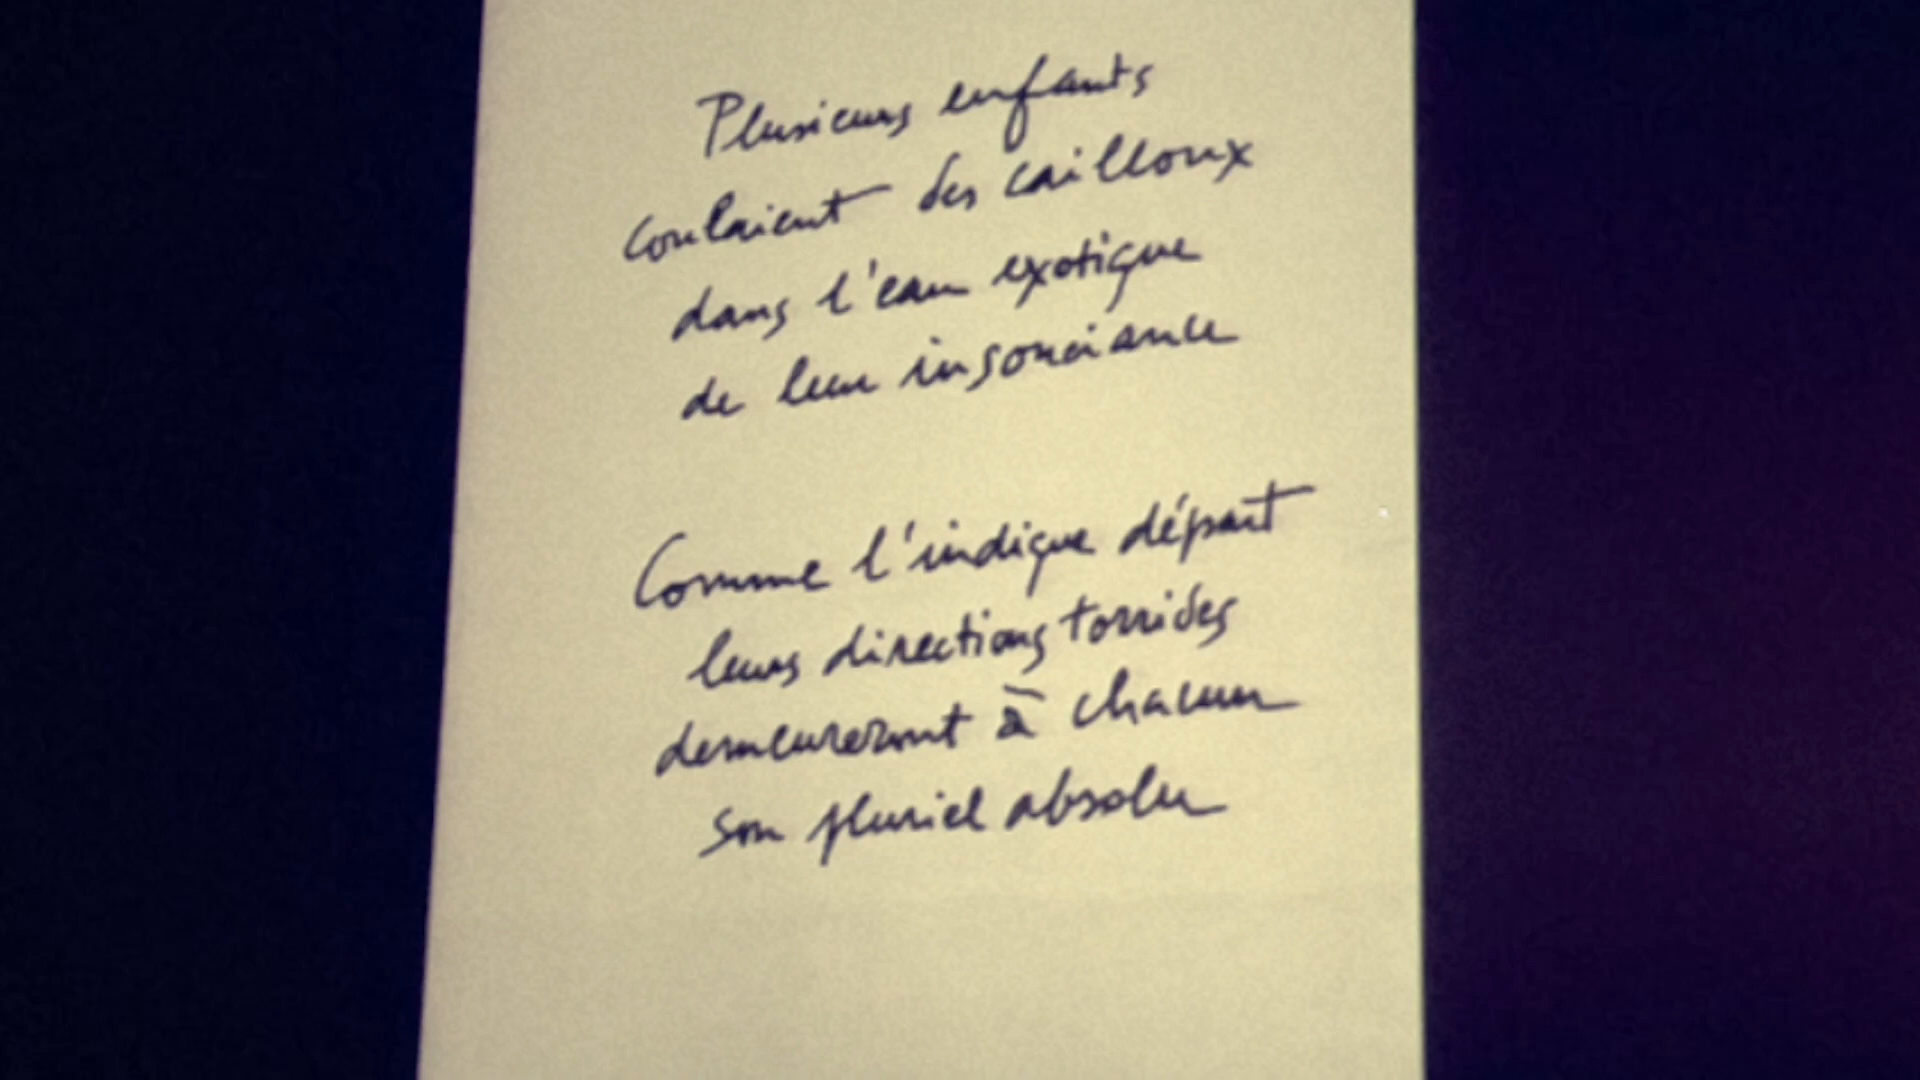 Plusieurs enfants
coulaient des cailloux
dans l'eau exotique
de leur insouciance
Comme l'indique départ
leurs directions torrides
demeureront à chacun
son pluriel absolu